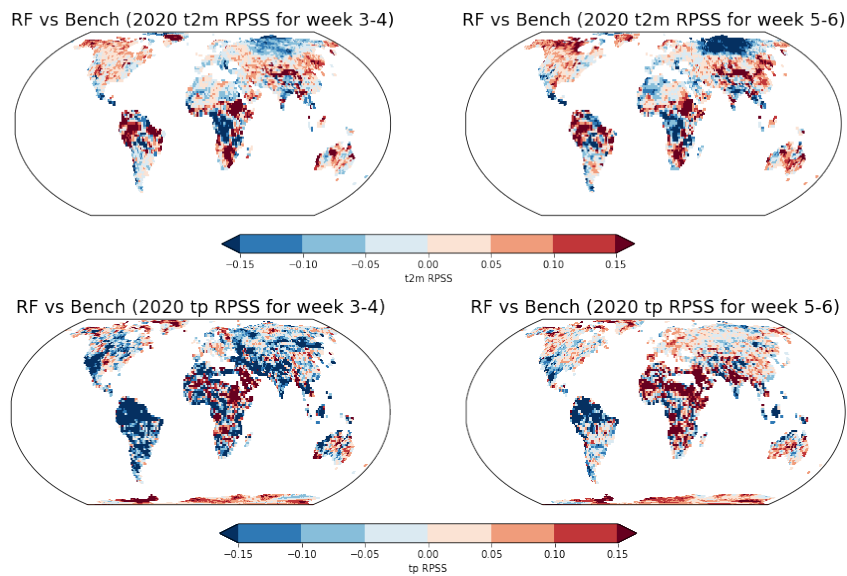 RF vs Bench (2020 t2m RPSS for week 3-4)
RF vs Bench (2020 t2m RPSS for week 5-6)
−0.15 −0.10 −0.05 0.00 0.05 0.10 0.15
t2m RPSS
RF vs Bench (2020 tp RPSS for week 3-4)
RF vs Bench (2020 tp RPSS for week 5-6)
−0.15 −0.10 −0.05 0.00 0.05 0.10 0.15
tp RPSS